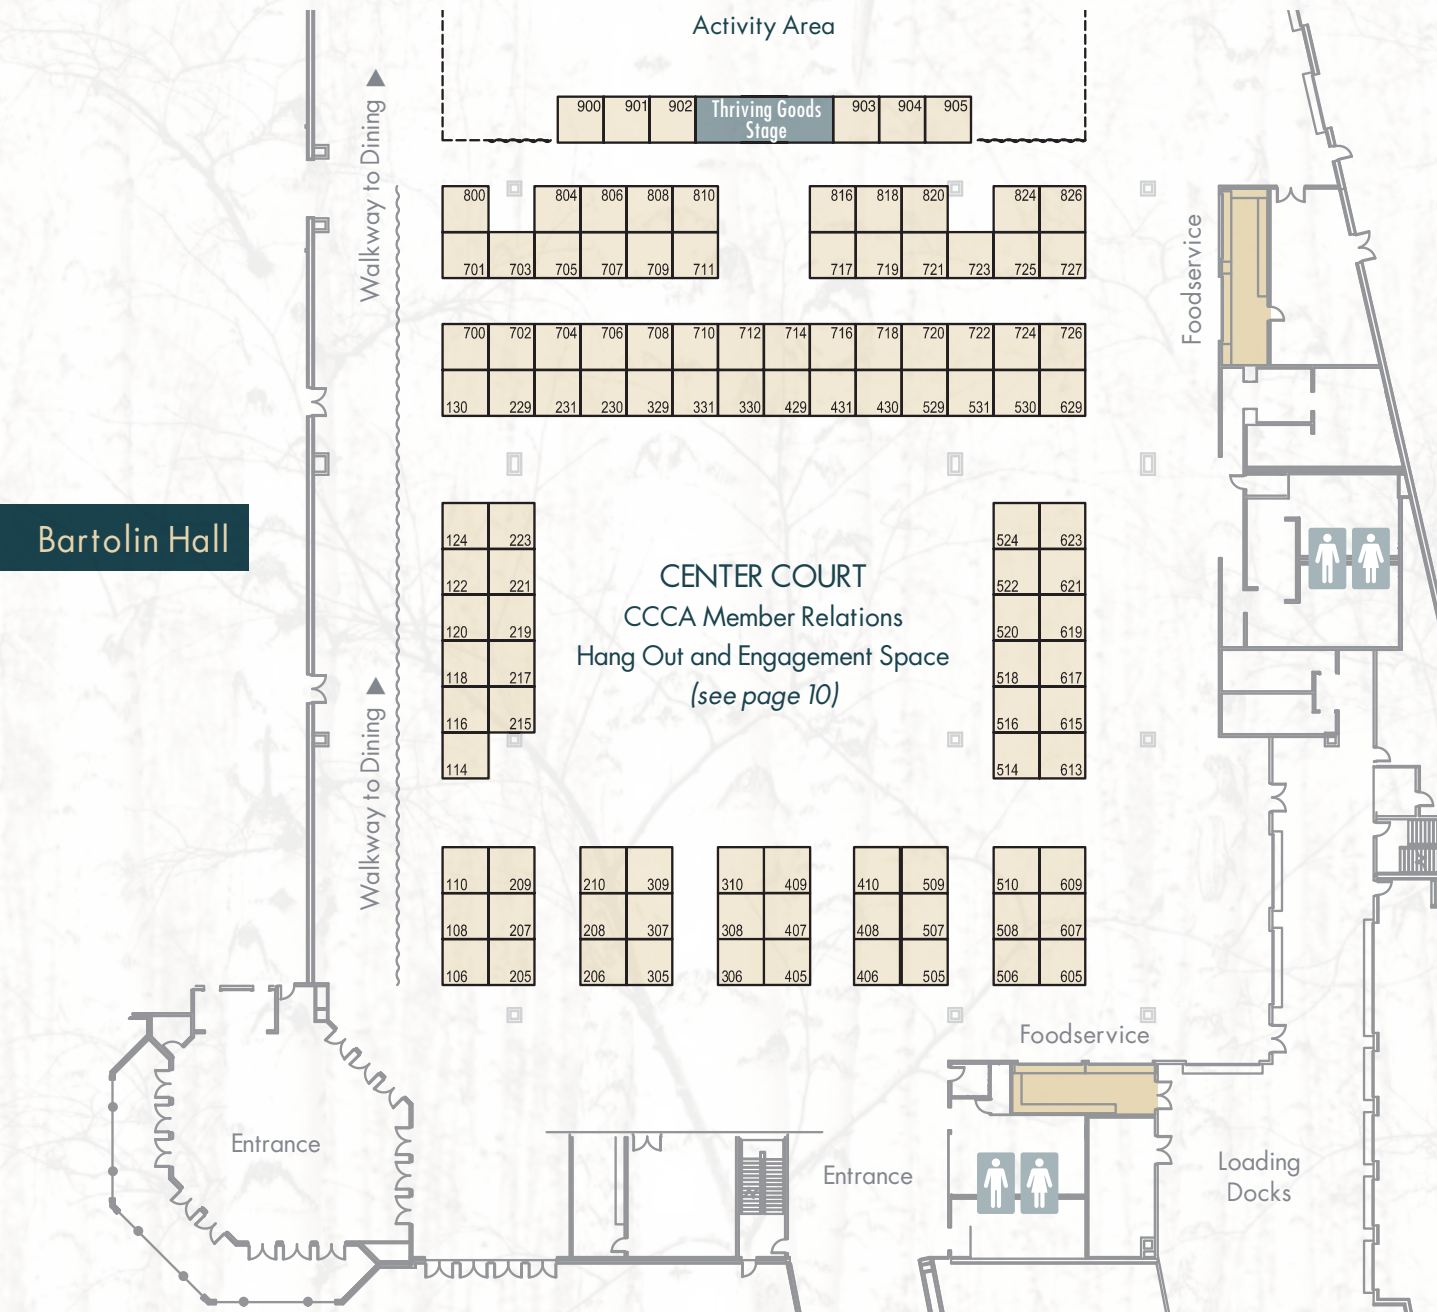 Activity Area
Walkway to Dining ▲
900 901 902 Thriving Goods 903 904 905
Stage
800 804 806 808 810 816 818 820 824 826
701 703 705 707 709 711 717 719 721 723 725 727
Foodservice
700 702 704 706 708 710 712 714 716 718 720 722 724 726
130 229 231 230 329 331 330 429 431 430 529 531 530 629
Bartolin Hall
124 223 524 623
CENTER COURT
122 221 522 621
CCCA Member Relations
120 219 520 619
Hang Out and Engagement Space
118 217 518 617
(see page 10)
116 215 516 615
114 514 613
Walkway to Dining ▲
110 209 210 309 310 409 410 509 510 609
108 207 208 307 308 407 408 507 508 607
106 205 206 305 306 405 406 505 506 605
Foodservice
Entrance
Entrance
Loading
Docks